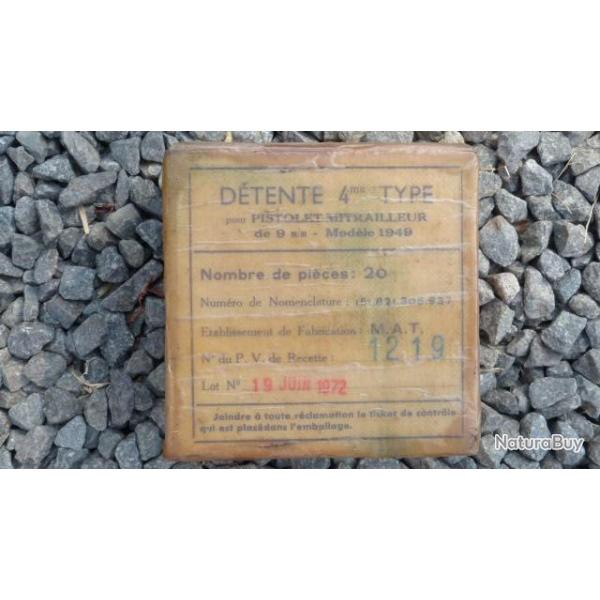 DÉTENTE 4me TYPE
pour PISTOLET-MITRAILLEUR
de 9 m/m - Modèle 1949
Nombre de pièces: 20
Numéro de Nomenclature :
Etablissement de Fabrication : M.A.T.
N° du P. V. de Recette : 1219
Lot N° 19 JUIN 1972
Joindre à toute réclamation le ticket de contrôle
qui est placé dans l'emballage.
NaturaBuy